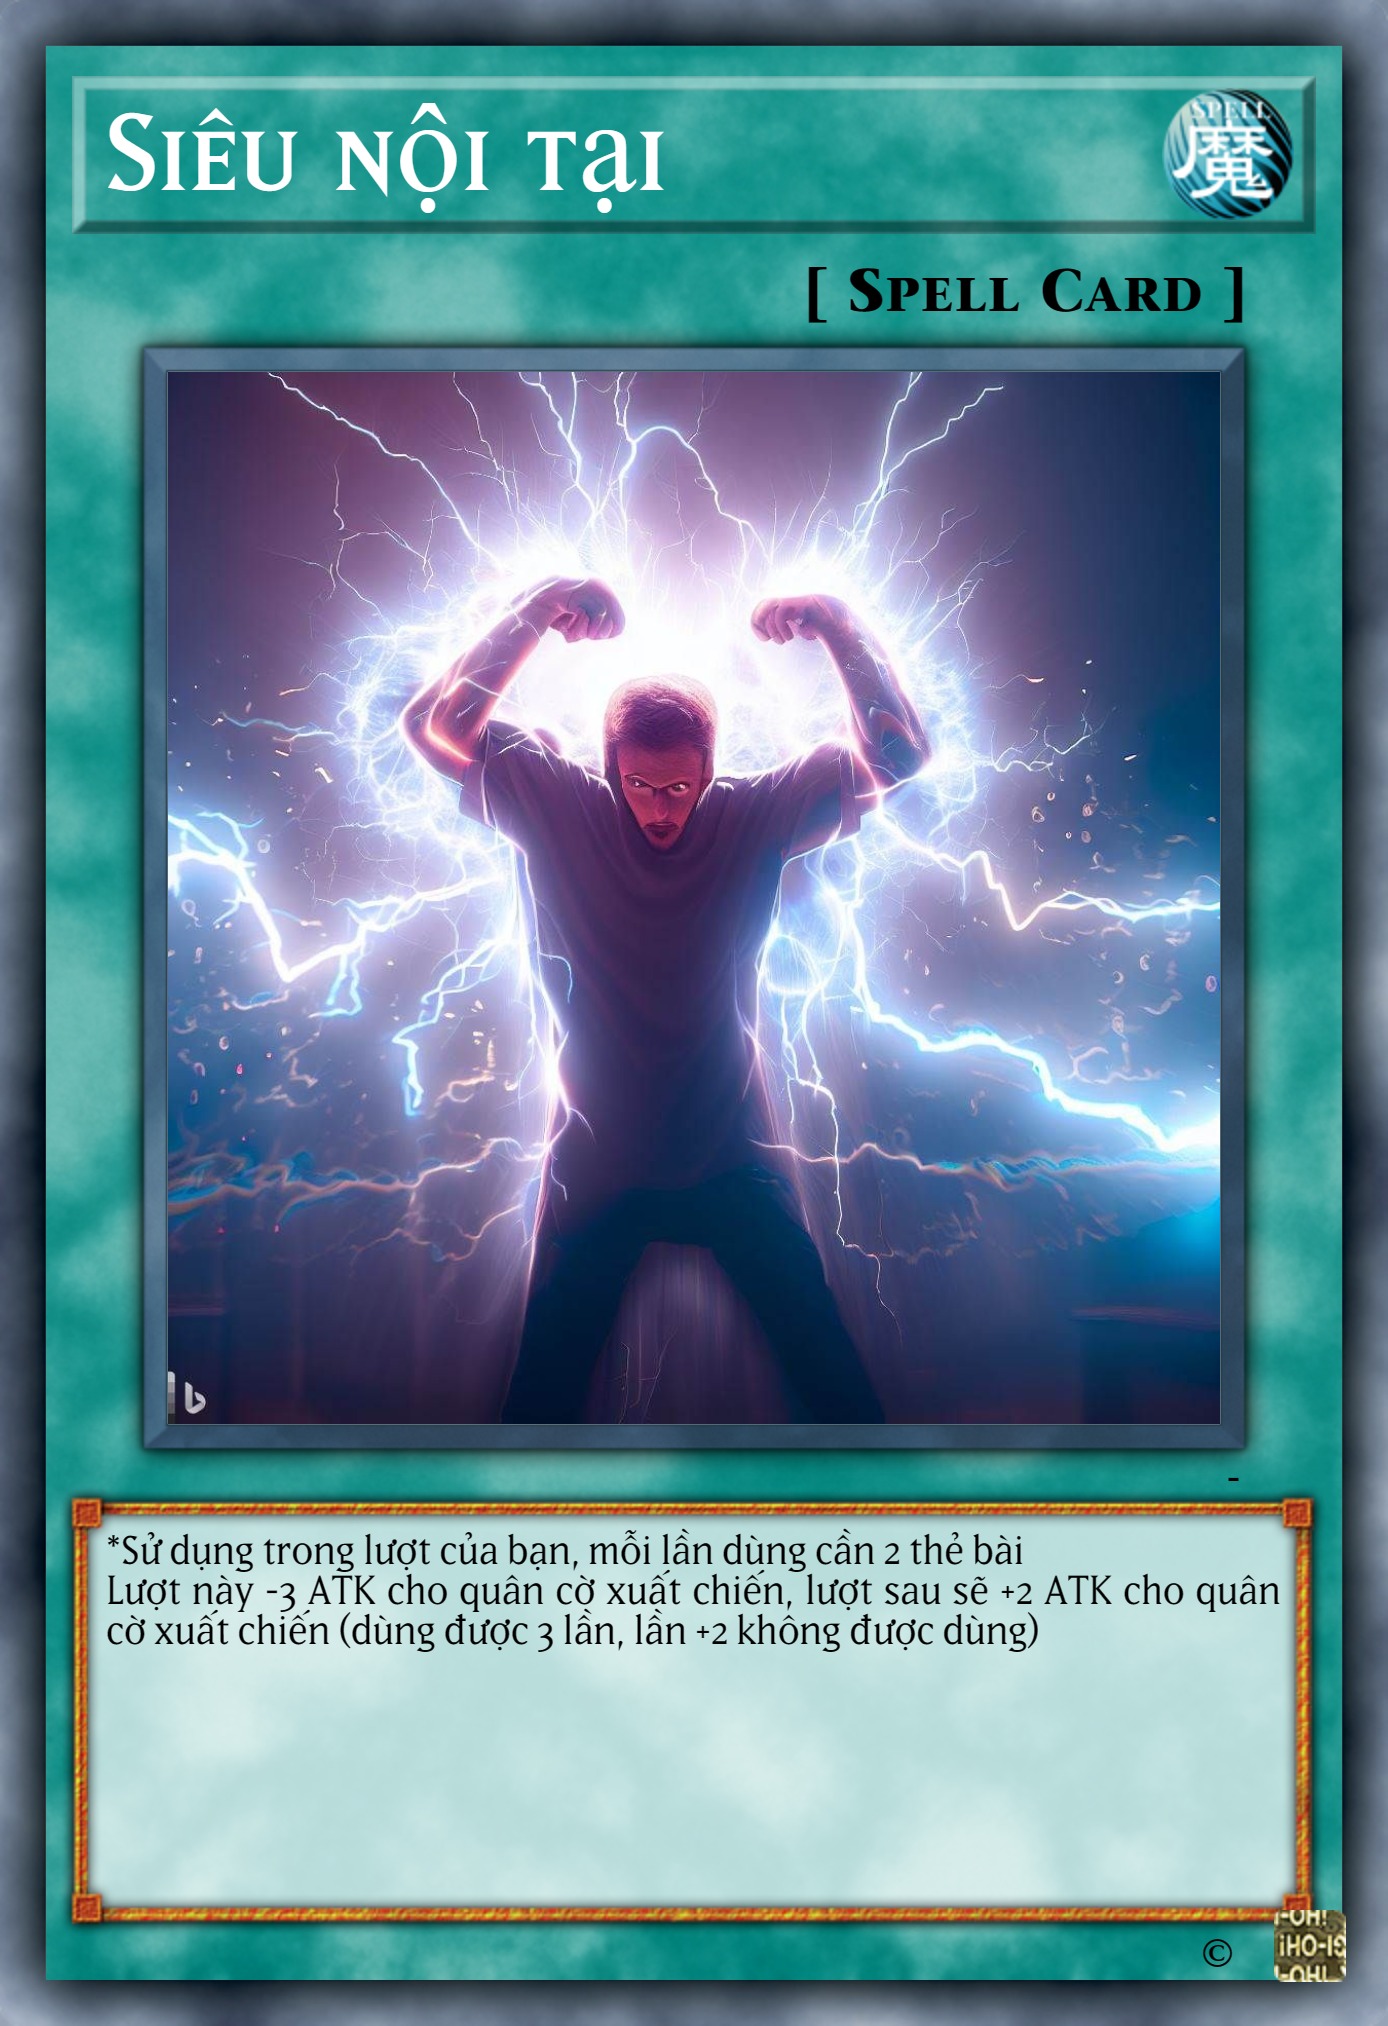 Siêu nội tại
SPELL
魔
[ Spell Card ]
b
-
*Sử dụng trong lượt của bạn, mỗi lần dùng cần 2 thẻ bài
Lượt này -3 ATK cho quân cờ xuất chiến, lượt sau sẽ +2 ATK cho quân
cờ xuất chiến (dùng được 3 lần, lần +2 không được dùng)
©
-OH!